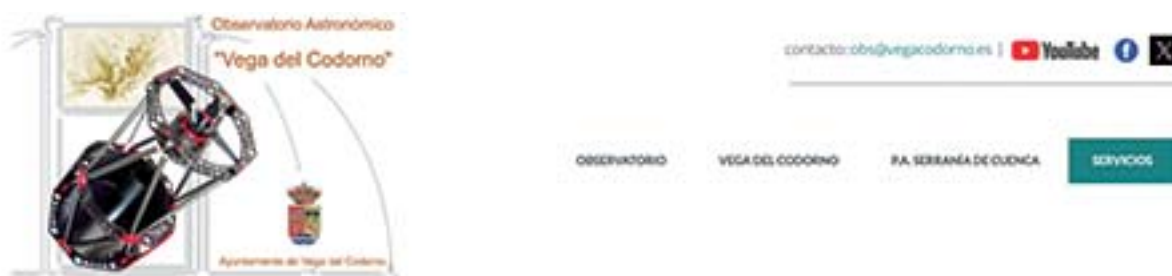 Observatorio Astronómico
"Vega del Codorno"
Ayuntamiento de Vega del Codorno
contacto: obs@vegacodorno.es | YouTube
OBSERVATORIO VEGA DEL CODORNO P.A. SERRANÍA DE CUENCA SERVICIOS